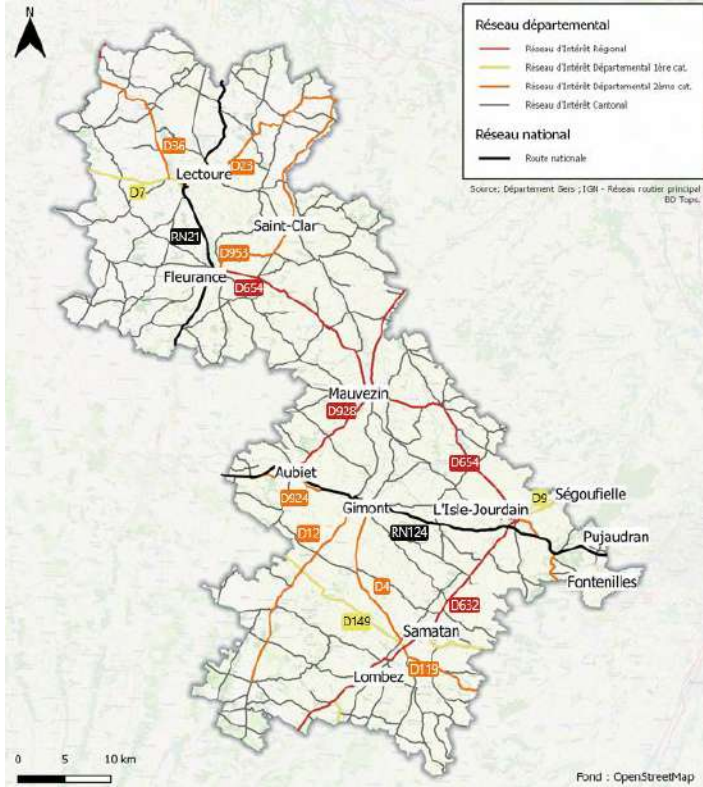 N
Réseau départemental
Réseau d'Intérêt Régional
Réseau d'Intérêt Départemental 1ère cat.
Réseau d'Intérêt Départemental 2ème cat.
Réseau d'Intérêt Cantonal
Réseau national
Route nationale
Source: Département Gers ; IGN - Réseau routier principal
BD Topo.
D36
D23
Lectoure
D7
Saint-Clar
RN21
D953
Fleurance
D654
Mauvezin
D928
D654
Aubiet
D924
D9
Ségoufielle
Gimont
L'Isle-Jourdain
D12
RN124
Pujaudran
Fontenilles
D4
D632
D149
Samatan
D119
Lombez
0 5 10 km
Fond : OpenStreetMap